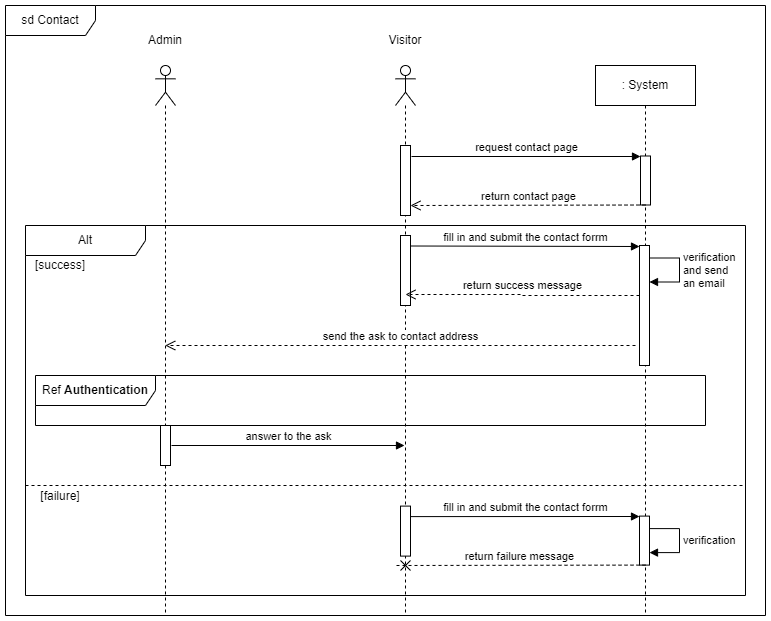 sd Contact
Admin
Visitor
: System
request contact page
return contact page
Alt
[success]
fill in and submit the contact forrm
verification
and send
an email
return success message
send the ask to contact address
Ref Authentication
answer to the ask
[failure]
fill in and submit the contact forrm
verification
return failure message